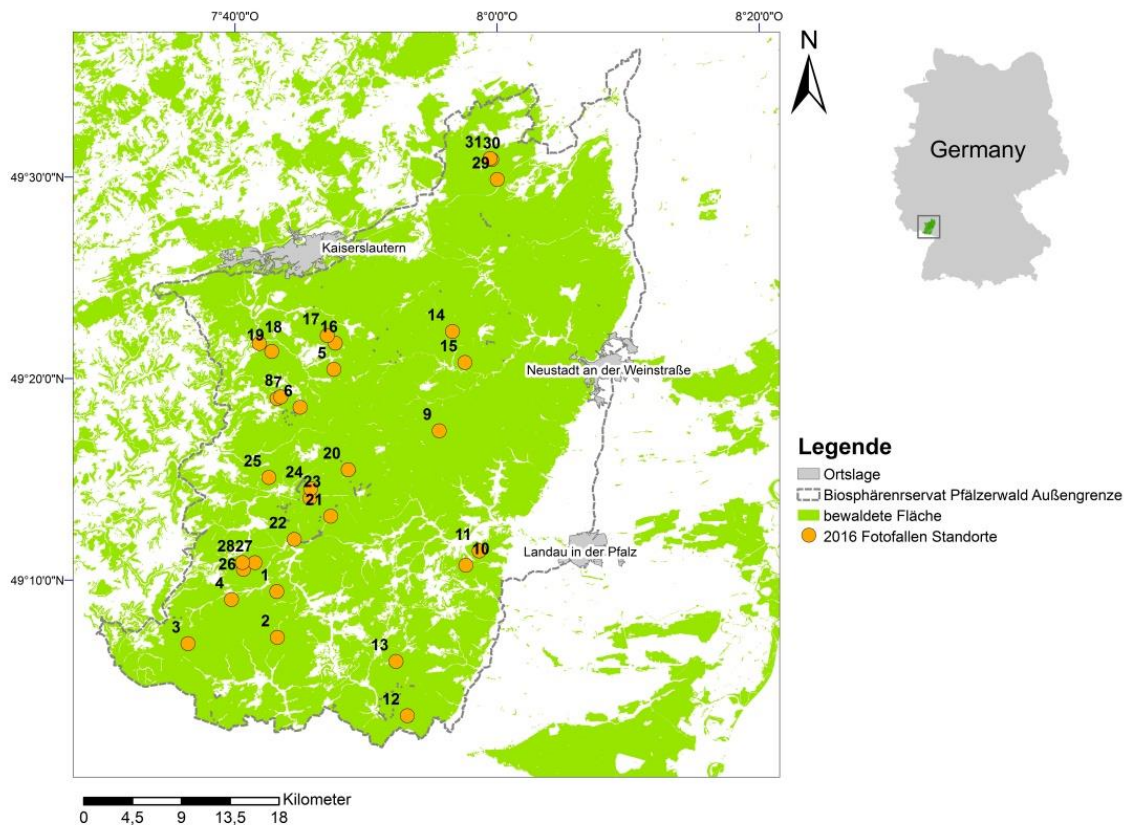 7°40'0"O 8°0'0"O 8°20'0"O
N
Germany
49°30'0"N
49°20'0"N
49°10'0"N
3130
29
Kaiserslautern
17
16
18
19
5
14
15
Neustadt an der Weinstraße
87
6
9
20
25
24
23
21
22
11
10
Landau in der Pfalz
2827
26
1
4
3
2
13
12
Legende
Ortslage
Biosphärenrservat Pfälzerwald Außengrenze
bewaldete Fläche
2016 Fotofallen Standorte
Kilometer
0 4,5 9 13,5 18